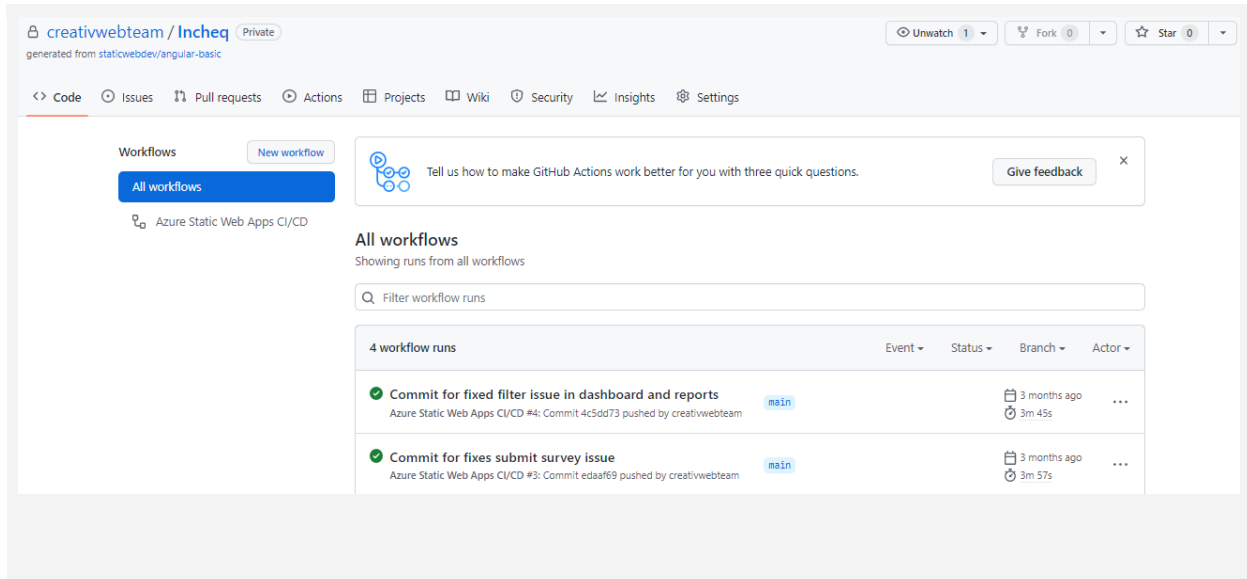 creativwebteam / Incheq Private
Unwatch 1 Fork 0 Star 0
generated from staticwebdev/angular-basic
Code Issues Pull requests Actions Projects Wiki Security Insights Settings
Workflows New workflow
All workflows
Azure Static Web Apps CI/CD
Tell us how to make GitHub Actions work better for you with three quick questions. Give feedback
All workflows
Showing runs from all workflows
Filter workflow runs
4 workflow runs Event Status Branch Actor
Commit for fixed filter issue in dashboard and reports
Azure Static Web Apps CI/CD #4: Commit 4c5dd73 pushed by creativwebteam
main
3 months ago
3m 45s
Commit for fixes submit survey issue
Azure Static Web Apps CI/CD #3: Commit edaaf69 pushed by creativwebteam
main
3 months ago
3m 57s